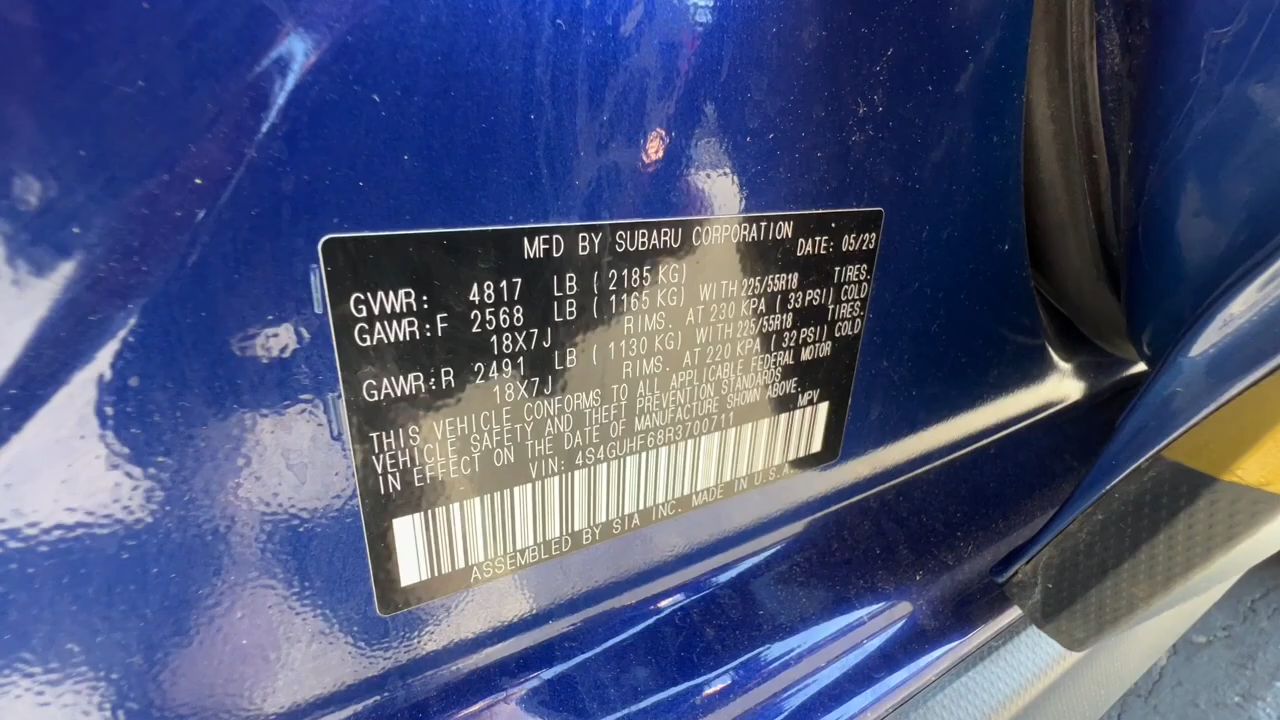 MFD BY SUBARU CORPORATION DATE: 05/23
GVWR: 4817 LB ( 2185 KG)
GAWR:F 2568 LB ( 1165 KG) WITH 225/55R18 TIRES.
18X7J RIMS. AT 230 KPA ( 33 PSI) COLD
GAWR:R 2491 LB ( 1130 KG) WITH 225/55R18 TIRES.
18X7J RIMS. AT 220 KPA ( 32 PSI) COLD
THIS VEHICLE CONFORMS TO ALL APPLICABLE FEDERAL MOTOR
VEHICLE SAFETY AND THEFT PREVENTION STANDARDS
IN EFFECT ON THE DATE OF MANUFACTURE SHOWN ABOVE.
VIN: 4S4GUHF68R3700711 MPV
ASSEMBLED BY SIA INC. MADE IN U.S.A.